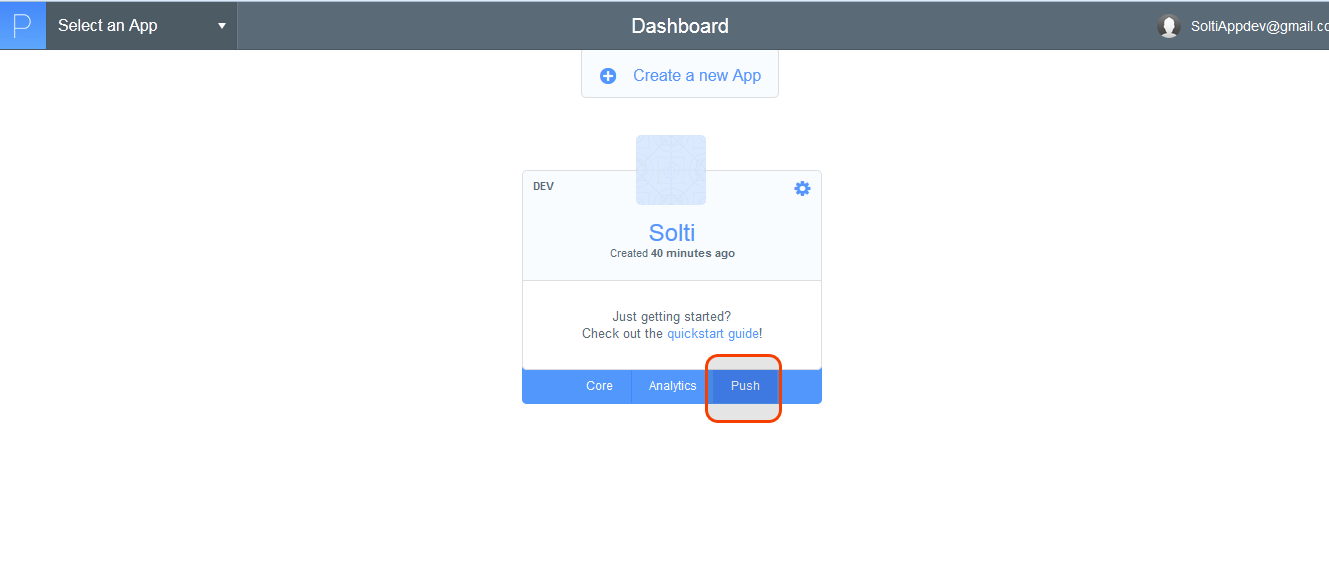 P
Select an App
Dashboard
SoltiAppdev@gmail.co
Create a new App
DEV
Solti
Created 40 minutes ago
Just getting started?
Check out the quickstart guide!
Core
Analytics
Push